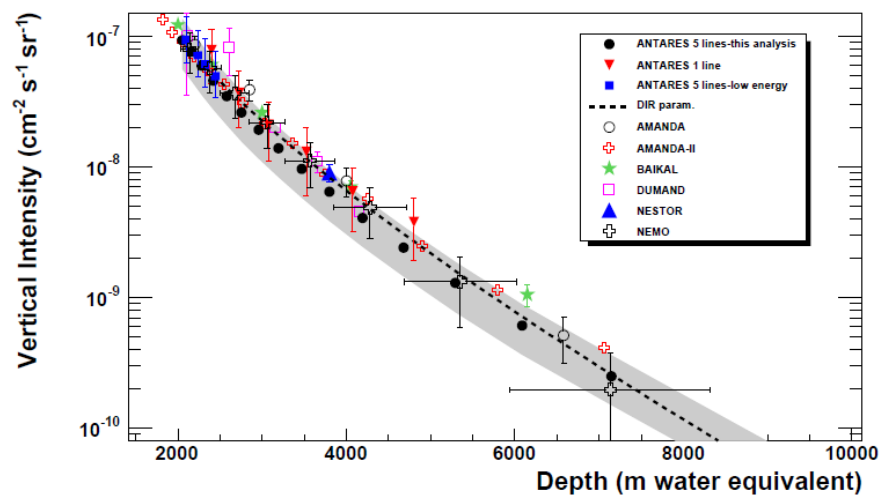 Vertical Intensity (cm-2 s-1 sr-1)
10-7
10-8
10-9
10-10
ANTARES 5 lines-this analysis
ANTARES 1 line
ANTARES 5 lines-low energy
DIR param.
AMANDA
AMANDA-II
BAIKAL
DUMAND
NESTOR
NEMO
2000 4000 6000 8000 10000
Depth (m water equivalent)